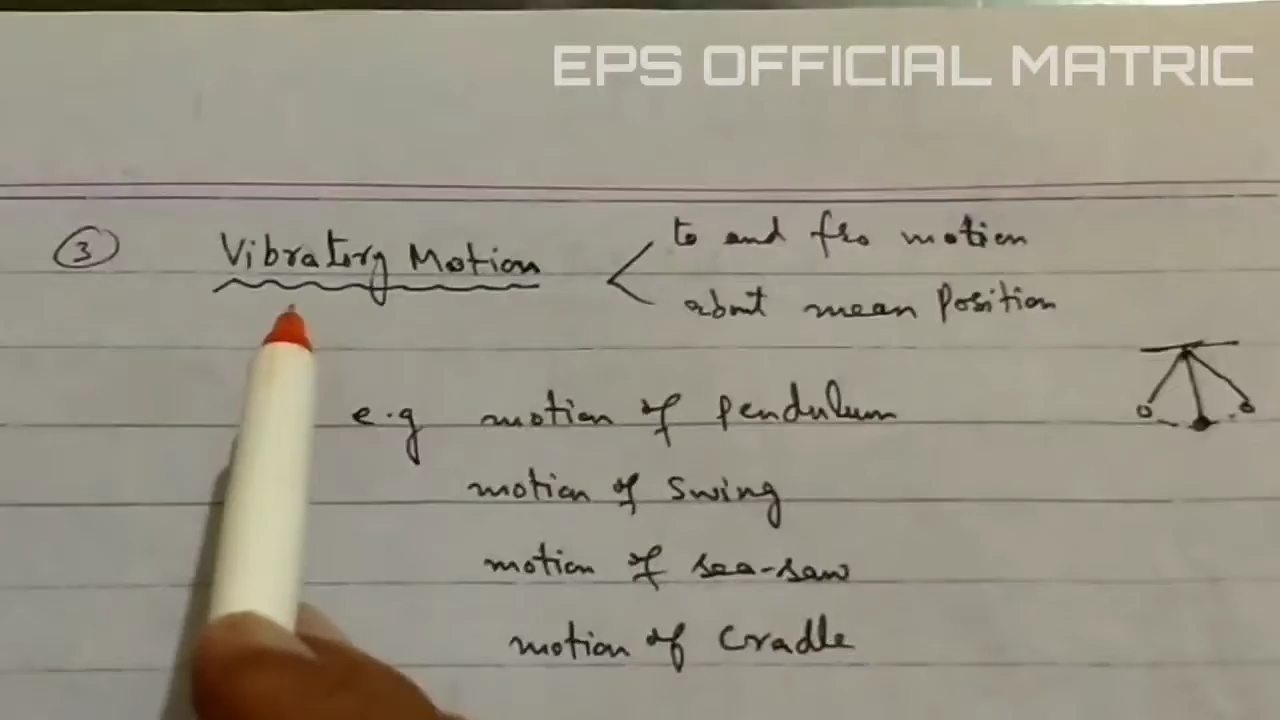 EPS OFFICIAL MATRIC
3 Vibratory Motion
to and fro motion
about mean Position
e.g motion of pendulum
motion of swing
motion of see-saw
motion of Cradle